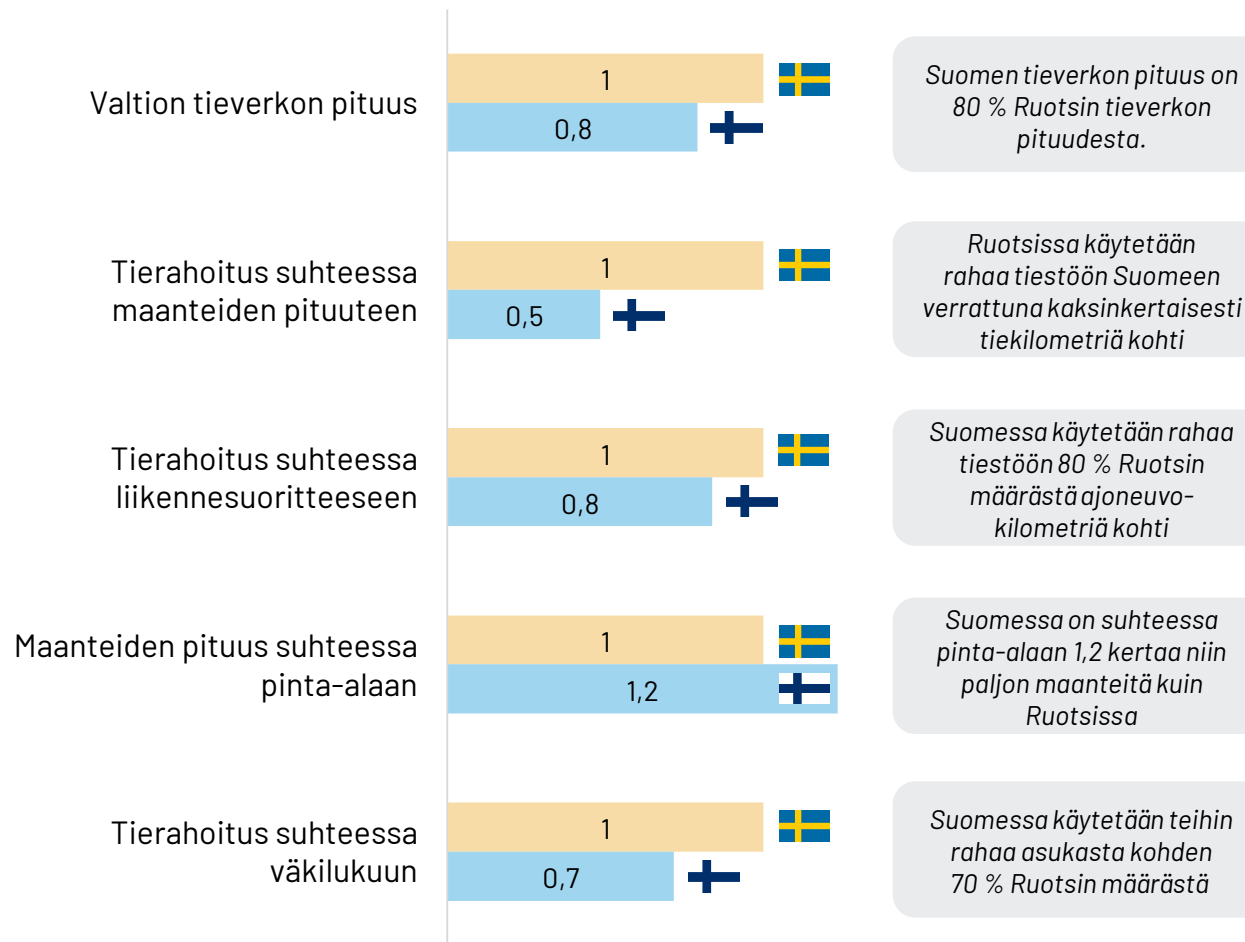 Valtion tieverkon pituus
1
0,8
Suomen tieverkon pituus on
80 % Ruotsin tieverkon
pituudesta.
Tierahoitus suhteessa
maanteiden pituuteen
1
0,5
Ruotsissa käytetään
rahaa tiestöön Suomeen
verrattuna kaksinkertaisesti
tiekilometriä kohti
Tierahoitus suhteessa
liikennesuoritteeseen
1
0,8
Suomessa käytetään rahaa
tiestöön 80 % Ruotsin
määrästä ajoneuvo-
kilometriä kohti
Maanteiden pituus suhteessa
pinta-alaan
1
1,2
Suomessa on suhteessa
pinta-alaan 1,2 kertaa niin
paljon maanteitä kuin
Ruotsissa
Tierahoitus suhteessa
väkilukuun
1
0,7
Suomessa käytetään teihin
rahaa asukasta kohden
70 % Ruotsin määrästä